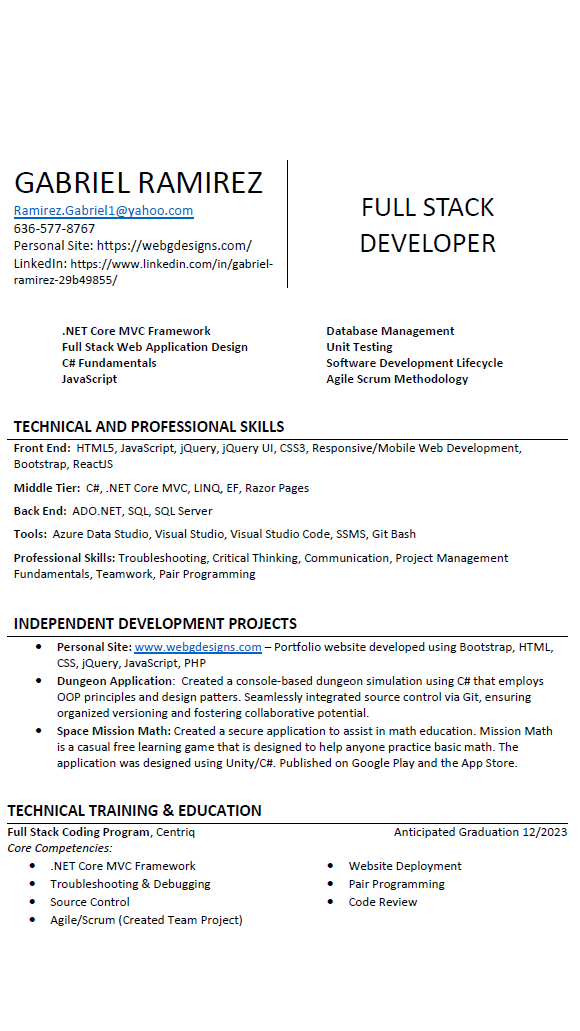 GABRIEL RAMIREZ
Ramirez.Gabriel1@yahoo.com
636-577-8767
Personal Site: https://webgdesigns.com/
LinkedIn: https://www.linkedin.com/in/gabriel-
ramirez-29b49855/
FULL STACK
DEVELOPER
.NET Core MVC Framework
Full Stack Web Application Design
C# Fundamentals
JavaScript
Database Management
Unit Testing
Software Development Lifecycle
Agile Scrum Methodology
TECHNICAL AND PROFESSIONAL SKILLS
Front End: HTML5, JavaScript, jQuery, jQuery UI, CSS3, Responsive/Mobile Web Development,
Bootstrap, ReactJS
Middle Tier: C#, .NET Core MVC, LINQ, EF, Razor Pages
Back End: ADO.NET, SQL, SQL Server
Tools: Azure Data Studio, Visual Studio, Visual Studio Code, SSMS, Git Bash
Professional Skills: Troubleshooting, Critical Thinking, Communication, Project Management
Fundamentals, Teamwork, Pair Programming
INDEPENDENT DEVELOPMENT PROJECTS
• Personal Site: www.webgdesigns.com – Portfolio website developed using Bootstrap, HTML,
CSS, jQuery, JavaScript, PHP
• Dungeon Application: Created a console-based dungeon simulation using C# that employs
OOP principles and design patters. Seamlessly integrated source control via Git, ensuring
organized versioning and fostering collaborative potential.
• Space Mission Math: Created a secure application to assist in math education. Mission Math
is a casual free learning game that is designed to help anyone practice basic math. The
application was designed using Unity/C#. Published on Google Play and the App Store.
TECHNICAL TRAINING & EDUCATION
Full Stack Coding Program, Centriq Anticipated Graduation 12/2023
Core Competencies:
• .NET Core MVC Framework
• Troubleshooting & Debugging
• Source Control
• Agile/Scrum (Created Team Project)
• Website Deployment
• Pair Programming
• Code Review